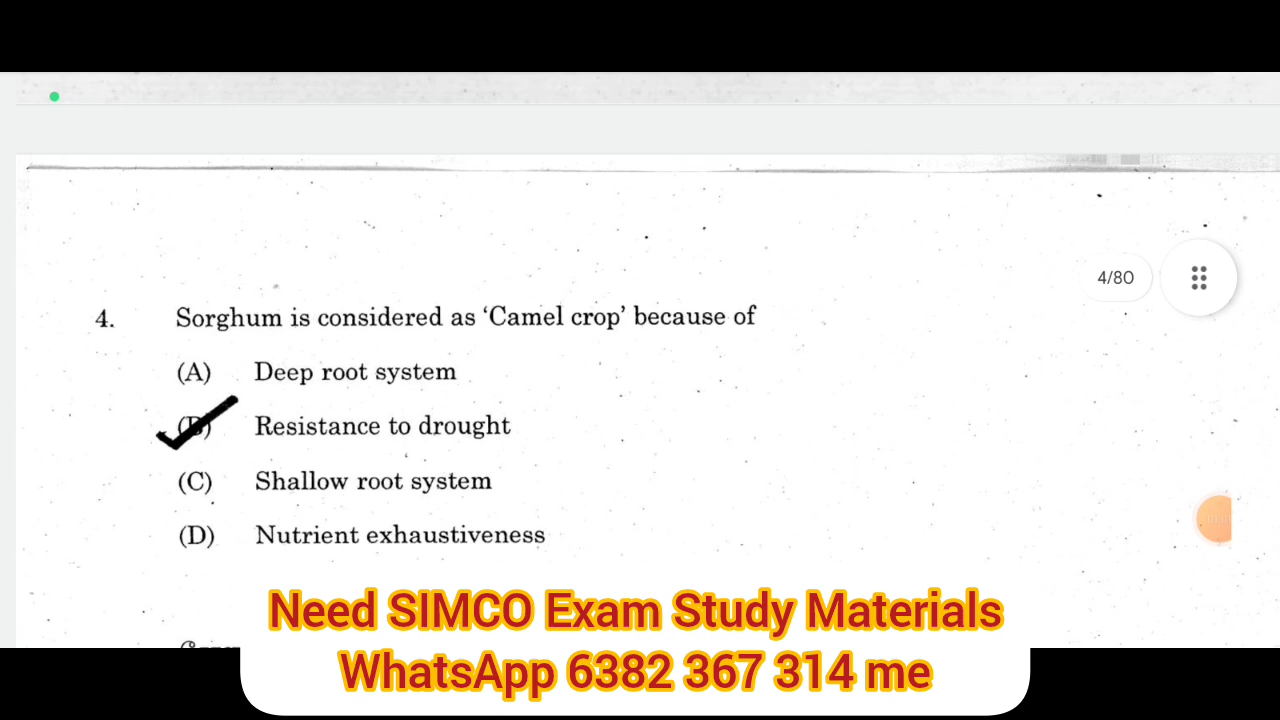 4/80
4. Sorghum is considered as ‘Camel crop’ because of
(A) Deep root system
(B) Resistance to drought
(C) Shallow root system
(D) Nutrient exhaustiveness
Need SIMCO Exam Study Materials
WhatsApp 6382 367 314 me